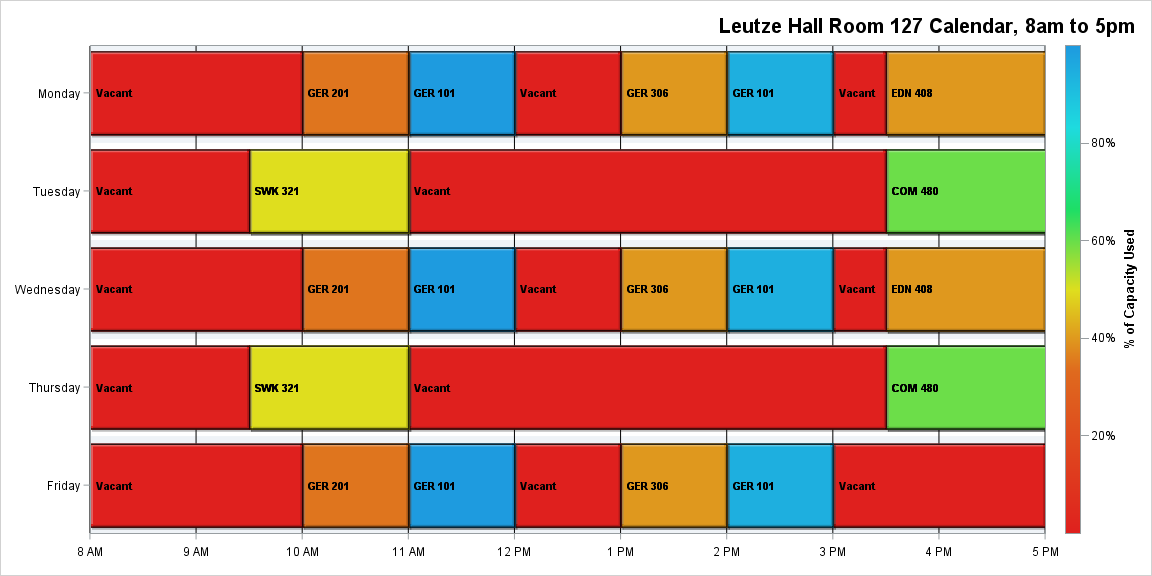 Leutze Hall Room 127 Calendar, 8am to 5pm
Monday
Vacant
GER 201
GER 101
Vacant
GER 306
GER 101
Vacant
EDN 408
Tuesday
Vacant
SWK 321
Vacant
COM 480
Wednesday
Vacant
GER 201
GER 101
Vacant
GER 306
GER 101
Vacant
EDN 408
Thursday
Vacant
SWK 321
Vacant
COM 480
Friday
Vacant
GER 201
GER 101
Vacant
GER 306
GER 101
Vacant
8 AM
9 AM
10 AM
11 AM
12 PM
1 PM
2 PM
3 PM
4 PM
5 PM
80%
60%
40%
20%
% of Capacity Used